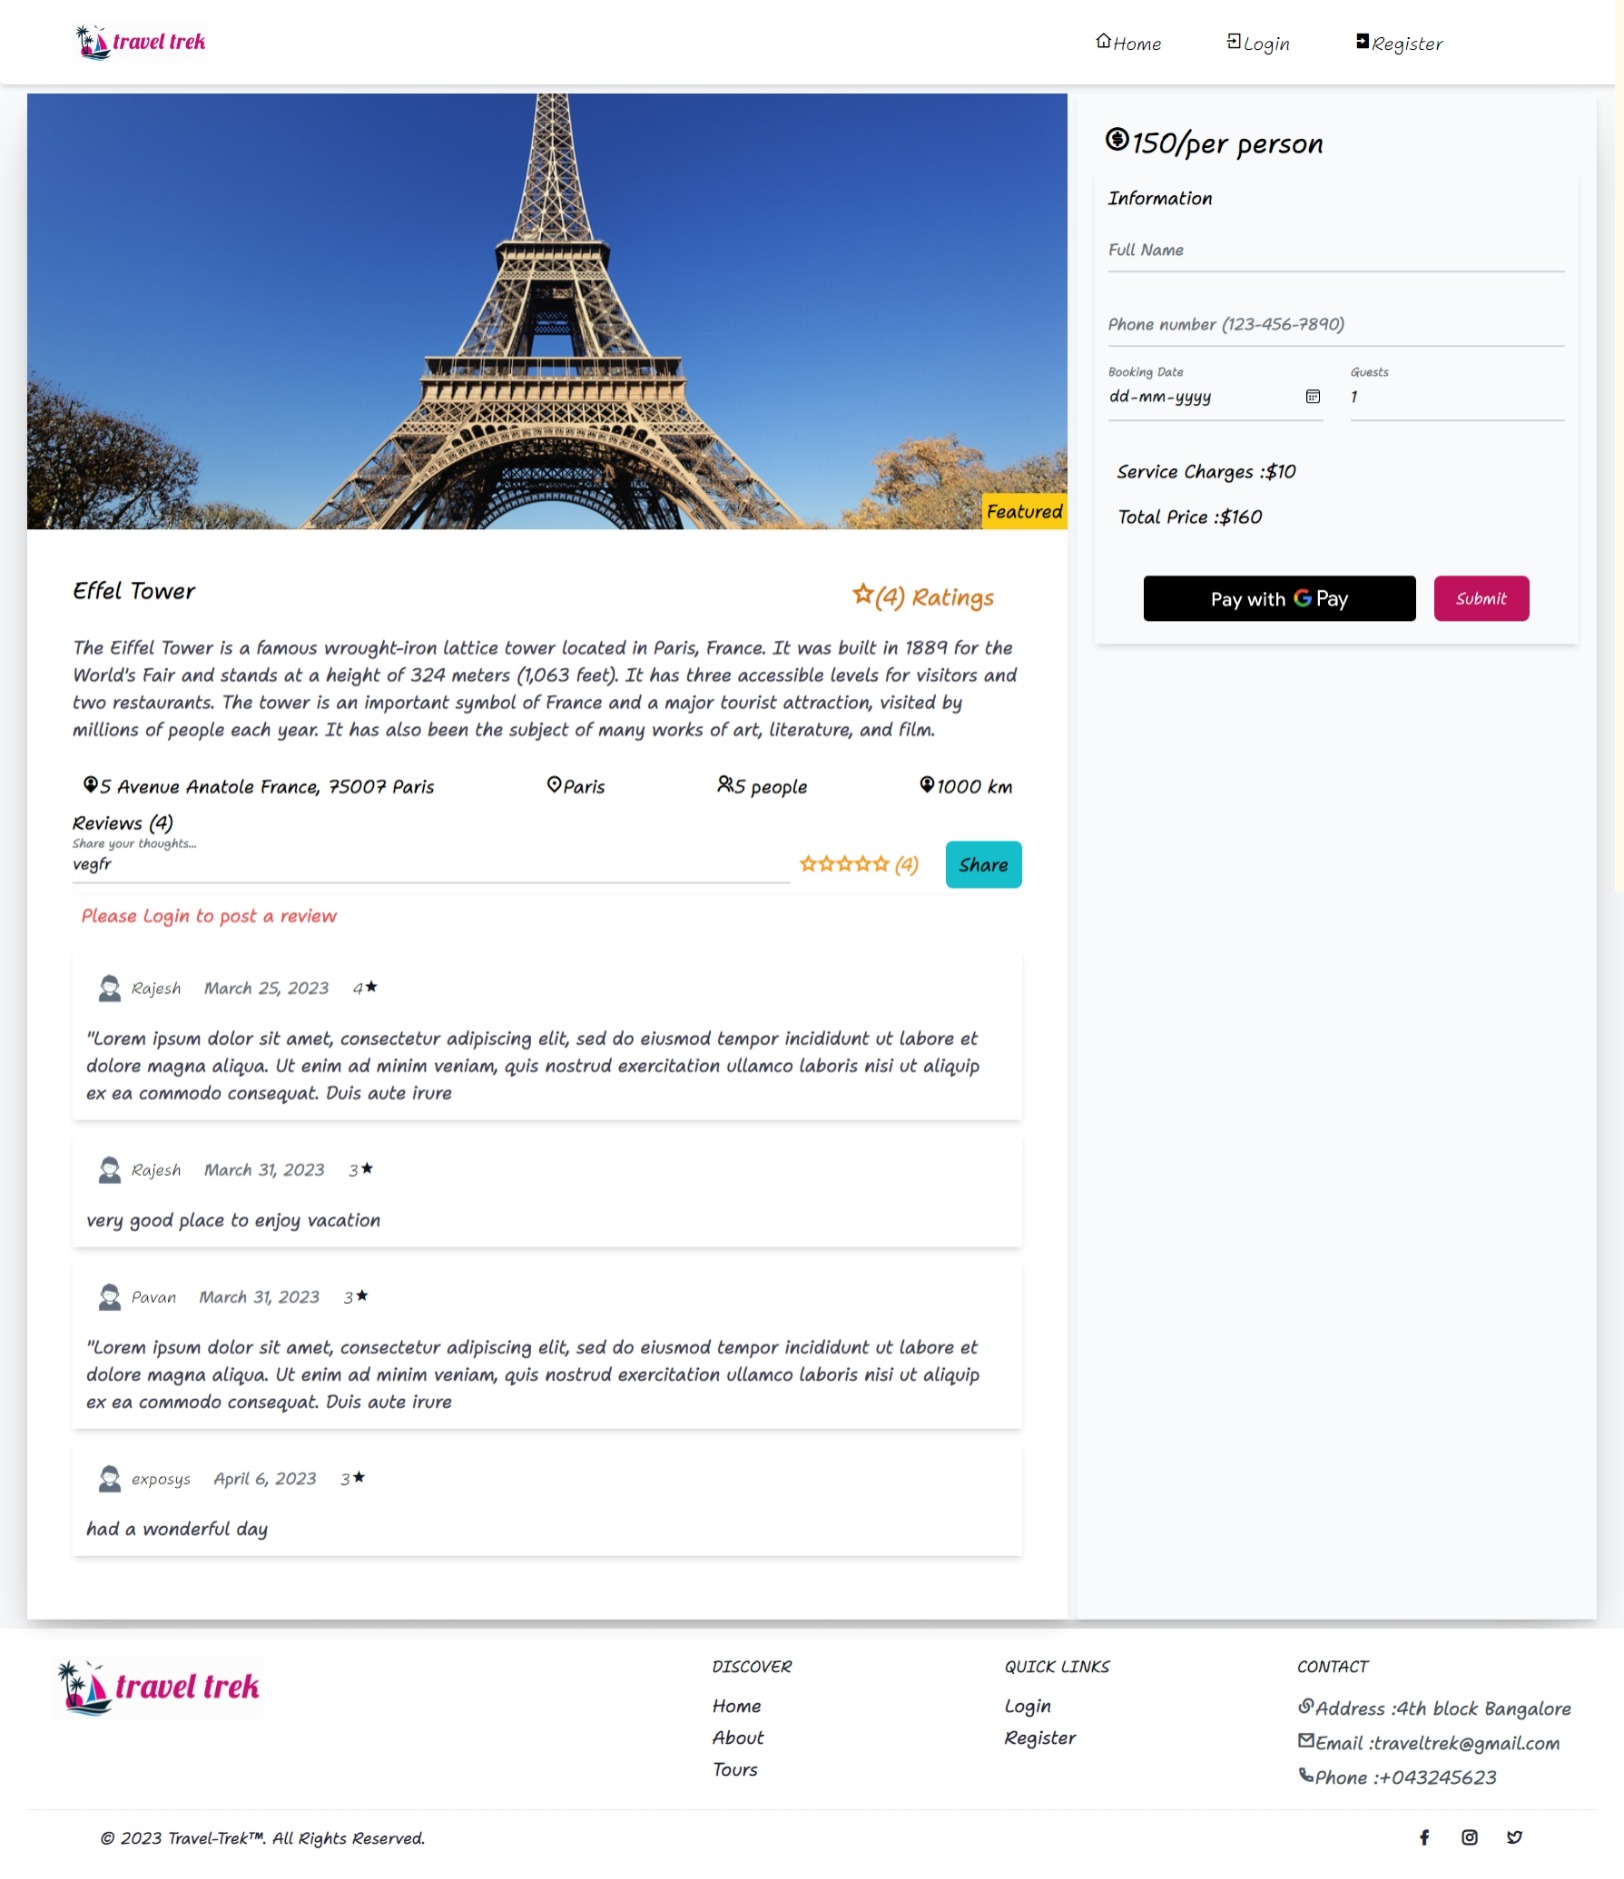 travel trek
Home
Login
Register
150/per person
Information
Full Name
Phone number (123-456-7890)
Booking Date
Guests
dd-mm-yyyy
1
Service Charges :$10
Total Price :$160
Pay with G Pay
Submit
Featured
Effel Tower
(4) Ratings
The Eiffel Tower is a famous wrought-iron lattice tower located in Paris, France. It was built in 1889 for the
World's Fair and stands at a height of 324 meters (1,063 feet). It has three accessible levels for visitors and
two restaurants. The tower is an important symbol of France and a major tourist attraction, visited by
millions of people each year. It has also been the subject of many works of art, literature, and film.
5 Avenue Anatole France, 75007 Paris
Paris
5 people
1000 km
Reviews (4)
Share your thoughts...
vegfr
(4)
Share
Please Login to post a review
Rajesh March 25, 2023 4★
"Lorem ipsum dolor sit amet, consectetur adipiscing elit, sed do eiusmod tempor incididunt ut labore et
dolore magna aliqua. Ut enim ad minim veniam, quis nostrud exercitation ullamco laboris nisi ut aliquip
ex ea commodo consequat. Duis aute irure
Rajesh March 31, 2023 3★
very good place to enjoy vacation
Pavan March 31, 2023 3★
"Lorem ipsum dolor sit amet, consectetur adipiscing elit, sed do eiusmod tempor incididunt ut labore et
dolore magna aliqua. Ut enim ad minim veniam, quis nostrud exercitation ullamco laboris nisi ut aliquip
ex ea commodo consequat. Duis aute irure
exposys April 6, 2023 3★
had a wonderful day
travel trek
DISCOVER
Home
About
Tours
QUICK LINKS
Login
Register
CONTACT
Address :4th block Bangalore
Email :traveltrek@gmail.com
Phone :+043245623
© 2023 Travel-Trek™. All Rights Reserved.